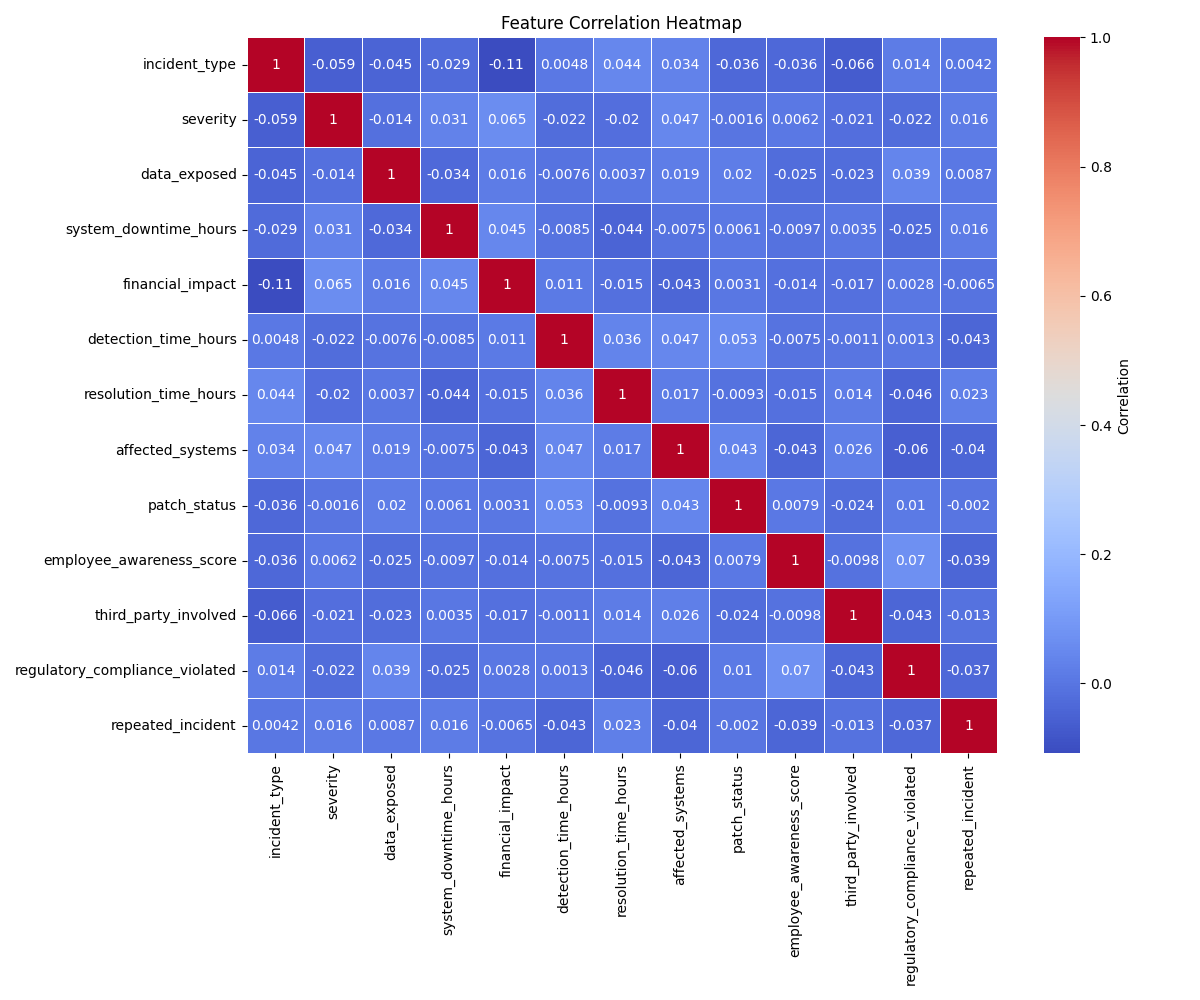 Feature Correlation Heatmap
incident_type 1 -0.059 -0.045 -0.029 -0.11 0.0048 0.044 0.034 -0.036 -0.036 -0.066 0.014 0.0042
severity -0.059 1 -0.014 0.031 0.065 -0.022 -0.02 0.047 -0.0016 0.0062 -0.021 -0.022 0.016
data_exposed -0.045 -0.014 1 -0.034 0.016 -0.0076 0.0037 0.019 0.02 -0.025 -0.023 0.039 0.0087
system_downtime_hours -0.029 0.031 -0.034 1 0.045 -0.0085 -0.044 -0.0075 0.0061 -0.0097 0.0035 -0.025 0.016
financial_impact -0.11 0.065 0.016 0.045 1 0.011 -0.015 -0.043 0.0031 -0.014 -0.017 0.0028 -0.0065
detection_time_hours 0.0048 -0.022 -0.0076 -0.0085 0.011 1 0.036 0.047 0.053 -0.0075 -0.0011 0.0013 -0.043
resolution_time_hours 0.044 -0.02 0.0037 -0.044 -0.015 0.036 1 0.017 -0.0093 -0.015 0.014 -0.046 0.023
affected_systems 0.034 0.047 0.019 -0.0075 -0.043 0.047 0.017 1 0.043 -0.043 0.026 -0.06 -0.04
patch_status -0.036 -0.0016 0.02 0.0061 0.0031 0.053 -0.0093 0.043 1 0.0079 -0.024 0.01 -0.002
employee_awareness_score -0.036 0.0062 -0.025 -0.0097 -0.014 -0.0075 -0.015 -0.043 0.0079 1 -0.0098 0.07 -0.039
third_party_involved -0.066 -0.021 -0.023 0.0035 -0.017 -0.0011 0.014 0.026 -0.024 -0.0098 1 -0.043 -0.013
regulatory_compliance_violated 0.014 -0.022 0.039 -0.025 0.0028 0.0013 -0.046 -0.06 0.01 0.07 -0.043 1 -0.037
repeated_incident 0.0042 0.016 0.0087 0.016 -0.0065 -0.043 0.023 -0.04 -0.002 -0.039 -0.013 -0.037 1
incident_type
severity
data_exposed
system_downtime_hours
financial_impact
detection_time_hours
resolution_time_hours
affected_systems
patch_status
employee_awareness_score
third_party_involved
regulatory_compliance_violated
repeated_incident
1.0
0.8
0.6
0.4
0.2
0.0
Correlation